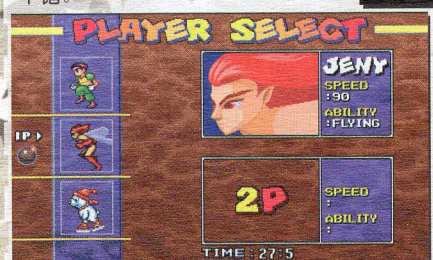 PLAYER SELECT
1P
JENY
SPEED
:90
ABILITY
:FLYING
2P
SPEED
:
ABILITY
:
TIME:27:5